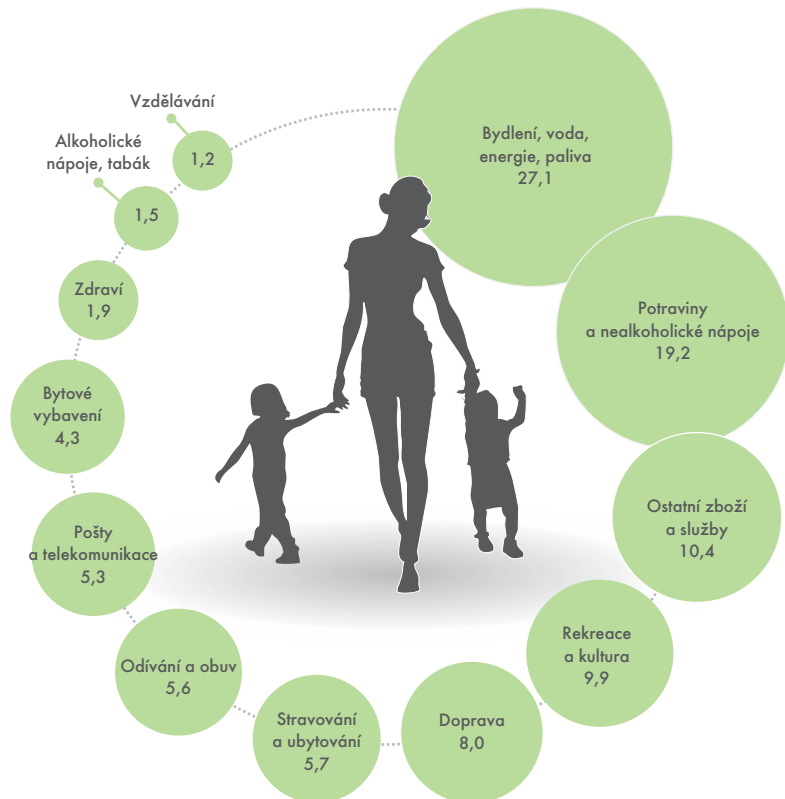 Vzdělávání
1,2
Alkoholické
nápoje, tabák
1,5
Zdraví
1,9
Bytové
vybavení
4,3
Pošty
a telekomunikace
5,3
Odívání a obuv
5,6
Stravování
a ubytování
5,7
Doprava
8,0
Rekreace
a kultura
9,9
Ostatní zboží
a služby
10,4
Potraviny
a nealkoholické nápoje
19,2
Bydlení, voda,
energie, paliva
27,1